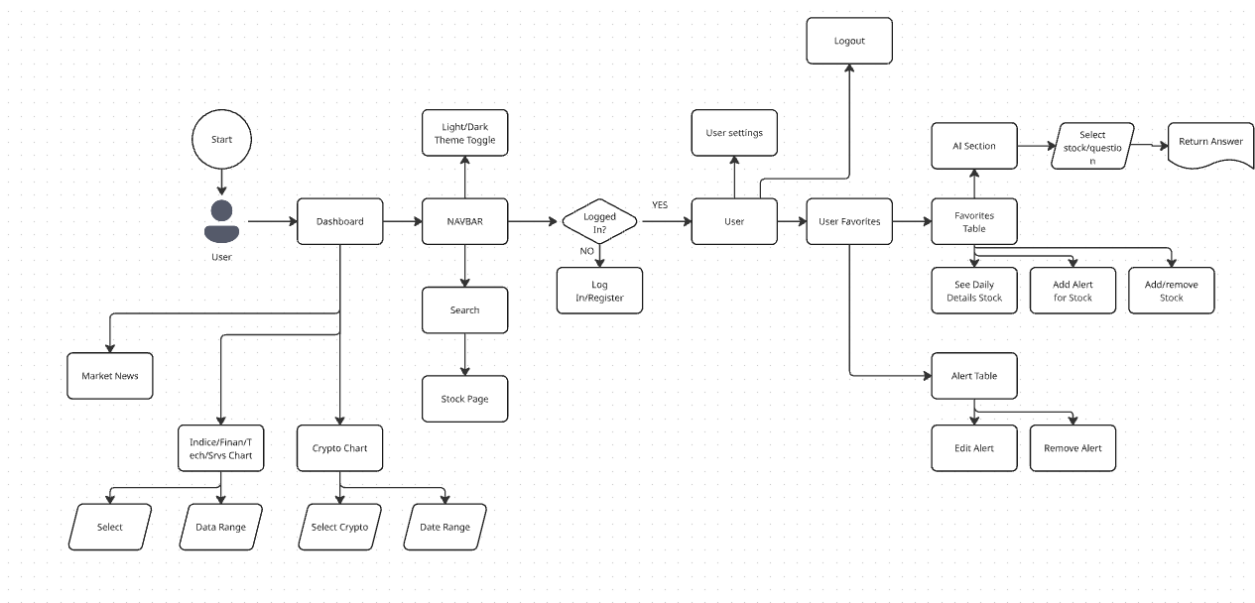 Logout
Start
Light/Dark
Theme Toggle
User settings
AI Section
Select
stock/questio
n
Return Answer
User
Dashboard
NAVBAR
Logged
In?
YES
NO
Log
In/Register
User
User Favorites
Favorites
Table
See Daily
Details Stock
Add Alert
for Stock
Add/remove
Stock
Search
Stock Page
Market News
Alert Table
Edit Alert
Remove Alert
Indice/Finan/T
ech/Srvs Chart
Crypto Chart
Select
Data Range
Select Crypto
Date Range